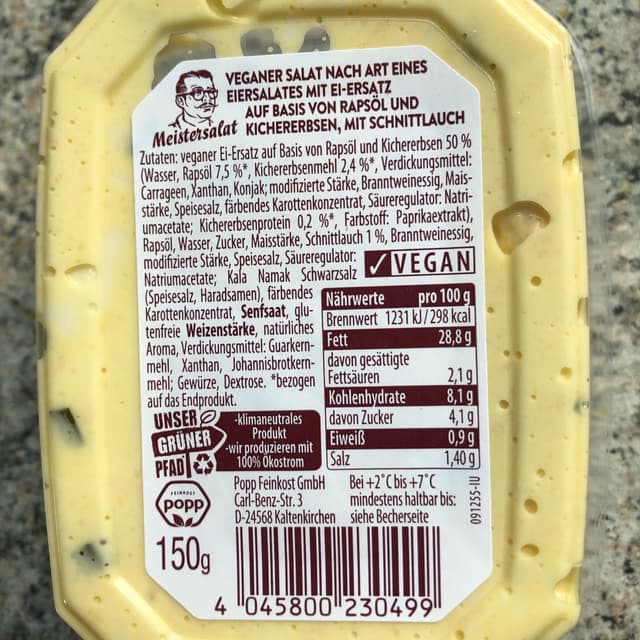 VEGANER SALAT NACH ART EINES
EIERSALATES MIT EI-ERSATZ
AUF BASIS VON RAPSÖL UND
KICHERERBSEN, MIT SCHNITTLAUCH
Meistersalat
Zutaten: veganer Ei-Ersatz auf Basis von Rapsöl und Kichererbsen 50 %
(Wasser, Rapsöl 7,5 %*, Kichererbsenmehl 2,4 %*, Verdickungsmittel:
Carrageen, Xanthan, Konjak; modifizierte Stärke, Branntweinessig, Mais-
stärke, Speisesalz, färbendes Karottenkonzentrat, Säureregulator: Natri-
umacetate; Kichererbsenprotein 0,2 %*, Farbstoff: Paprikaextrakt),
Rapsöl, Wasser, Zucker, Maisstärke, Schnittlauch 1 %, Branntweinessig,
modifizierte Stärke, Speisesalz, Säureregulator:
Natriumacetate; Kala Namak Schwarzsalz
(Speisesalz, Haradsamen), färbendes
Karottenkonzentrat, Senfsaat, glu-
tenfreie Weizenstärke, natürliches
Aroma, Verdickungsmittel: Guarkern-
mehl, Xanthan, Johannisbrotkern-
mehl; Gewürze, Dextrose. *bezogen
auf das Endprodukt.
✓VEGAN
Nährwerte pro 100 g
Brennwert 1231 kJ/298 kcal
Fett 28,8 g
davon gesättigte
Fettsäuren 2,1 g
Kohlenhydrate 8,1 g
davon Zucker 4,1 g
Eiweiß 0,9 g
Salz 1,40 g
UNSER
GRÜNER
PFAD
-klimaneutrales
Produkt
-wir produzieren mit
100% Ökostrom
FEINKOST
popp
Popp Feinkost GmbH
Carl-Benz-Str. 3
D-24568 Kaltenkirchen
Bei +2°C bis +7°C
mindestens haltbar bis:
siehe Becherseite
091255-IU
150g
4 045800 230499